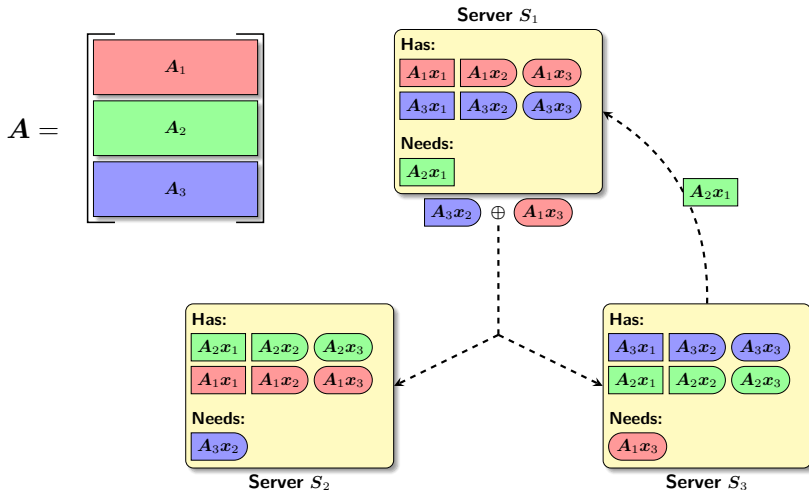 Server S₁
Has:
A₁x₁ A₁x₂ A₁x₃
A₃x₁ A₃x₂ A₃x₃
Needs:
A₂x₁
A₃x₂ ⊕ A₁x₃
A =
A₁
A₂
A₃
A₂x₁
Has:
A₂x₁ A₂x₂ A₂x₃
A₁x₁ A₁x₂ A₁x₃
Needs:
A₃x₂
Server S₂
Has:
A₃x₁ A₃x₂ A₃x₃
A₂x₁ A₂x₂ A₂x₃
Needs:
A₁x₃
Server S₃